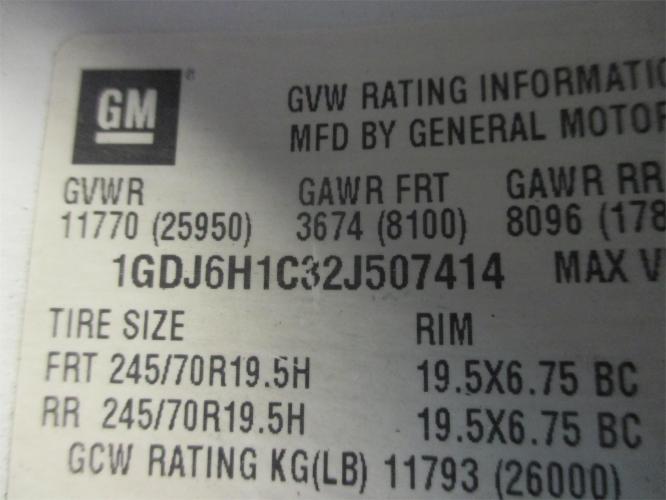 GM®
GVW RATING INFORMATIO
MFD BY GENERAL MOTOR
GVWR GAWR FRT GAWR RR
11770 (25950) 3674 (8100) 8096 (178
1GDJ6H1C32J507414 MAX V
TIRE SIZE RIM
FRT 245/70R19.5H 19.5X6.75 BC
RR 245/70R19.5H 19.5X6.75 BC
GCW RATING KG(LB) 11793 (26000)